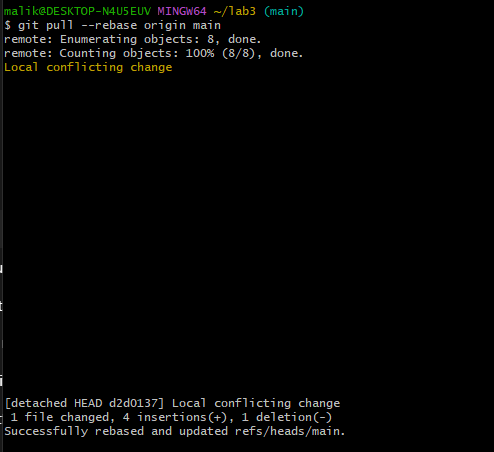 malik@DESKTOP-N4U5EUV MINGW64 ~/lab3 (main)
$ git pull --rebase origin main
remote: Enumerating objects: 8, done.
remote: Counting objects: 100% (8/8), done.
Local conflicting change
[detached HEAD d2d0137] Local conflicting change
 1 file changed, 4 insertions(+), 1 deletion(-)
Successfully rebased and updated refs/heads/main.